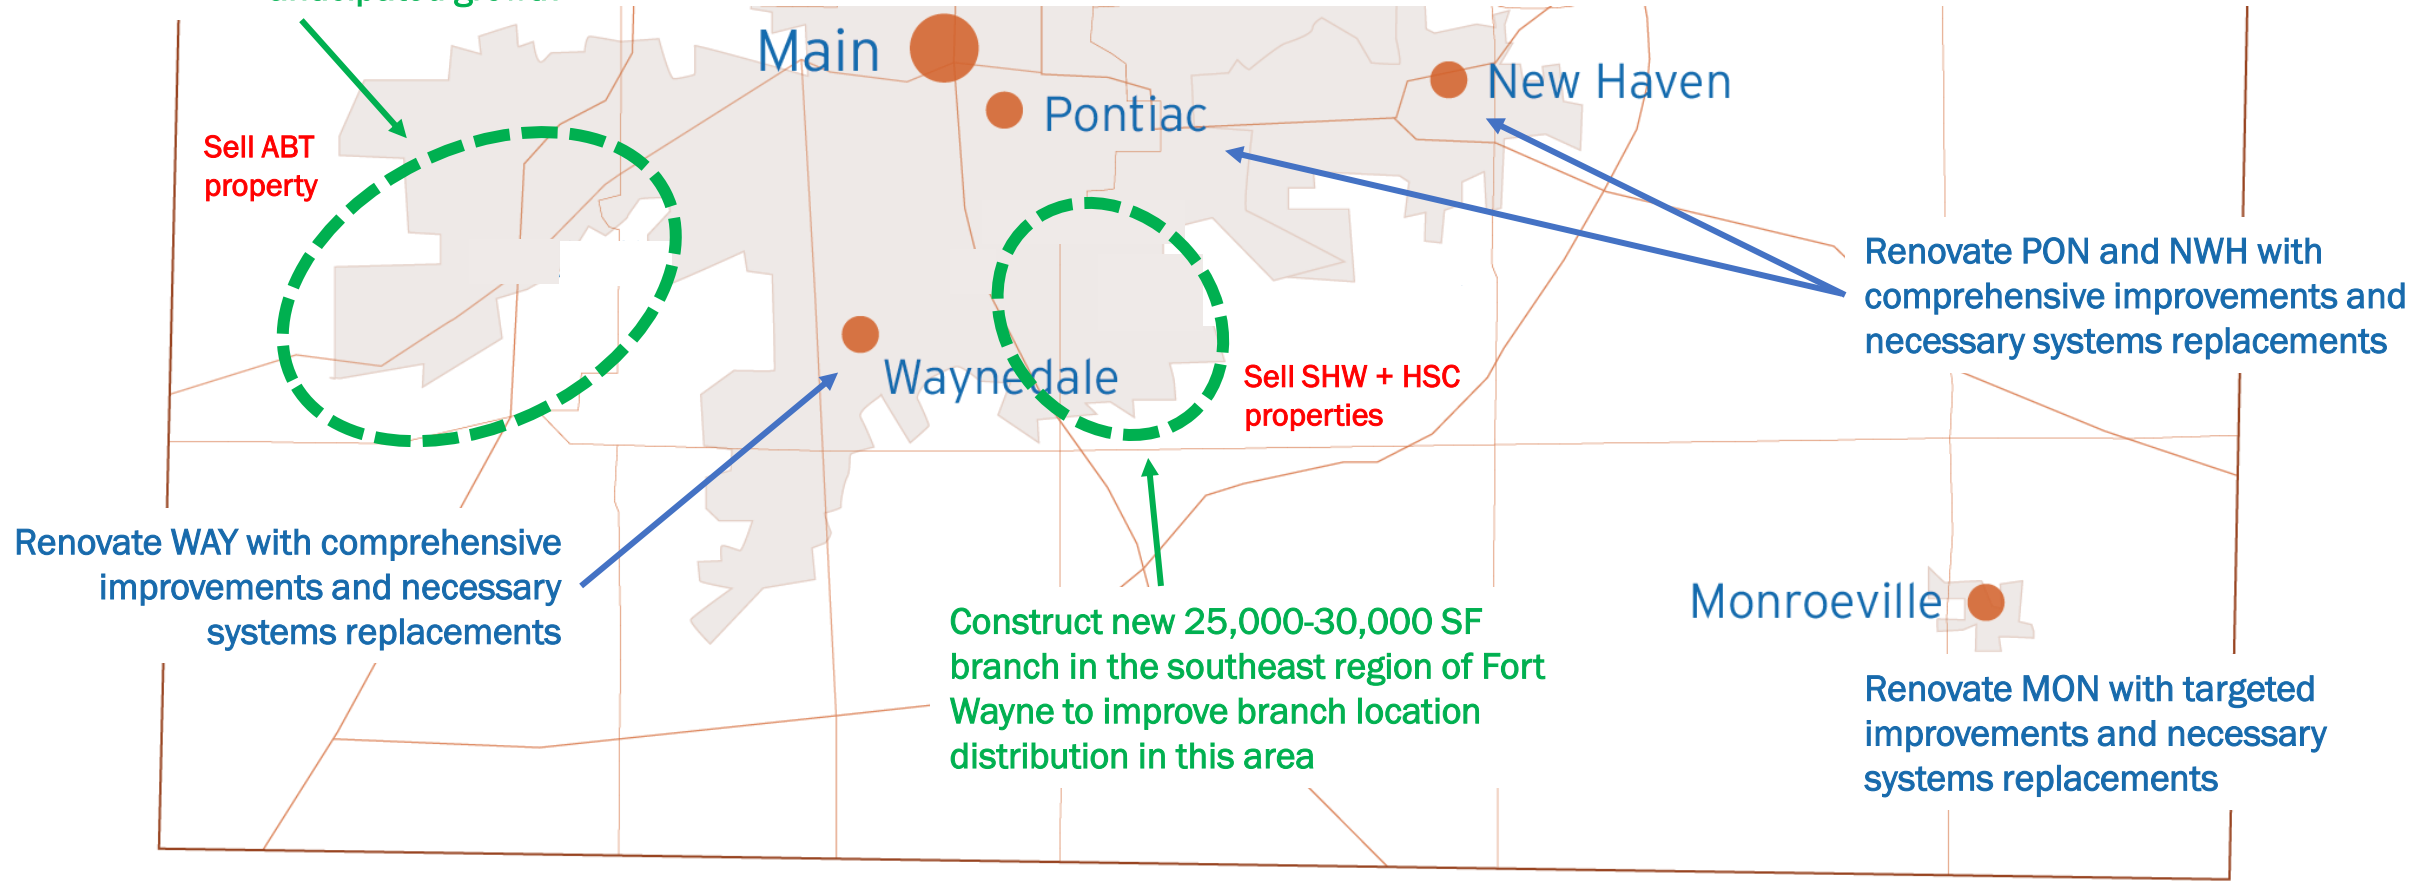 Main
New Haven
Pontiac
Sell ABT
property
Renovate PON and NWH with
comprehensive improvements and
necessary systems replacements
Waynedale
Sell SHW + HSC
properties
Renovate WAY with comprehensive
improvements and necessary
systems replacements
Construct new 25,000-30,000 SF
branch in the southeast region of Fort
Wayne to improve branch location
distribution in this area
Monroeville
Renovate MON with targeted
improvements and necessary
systems replacements